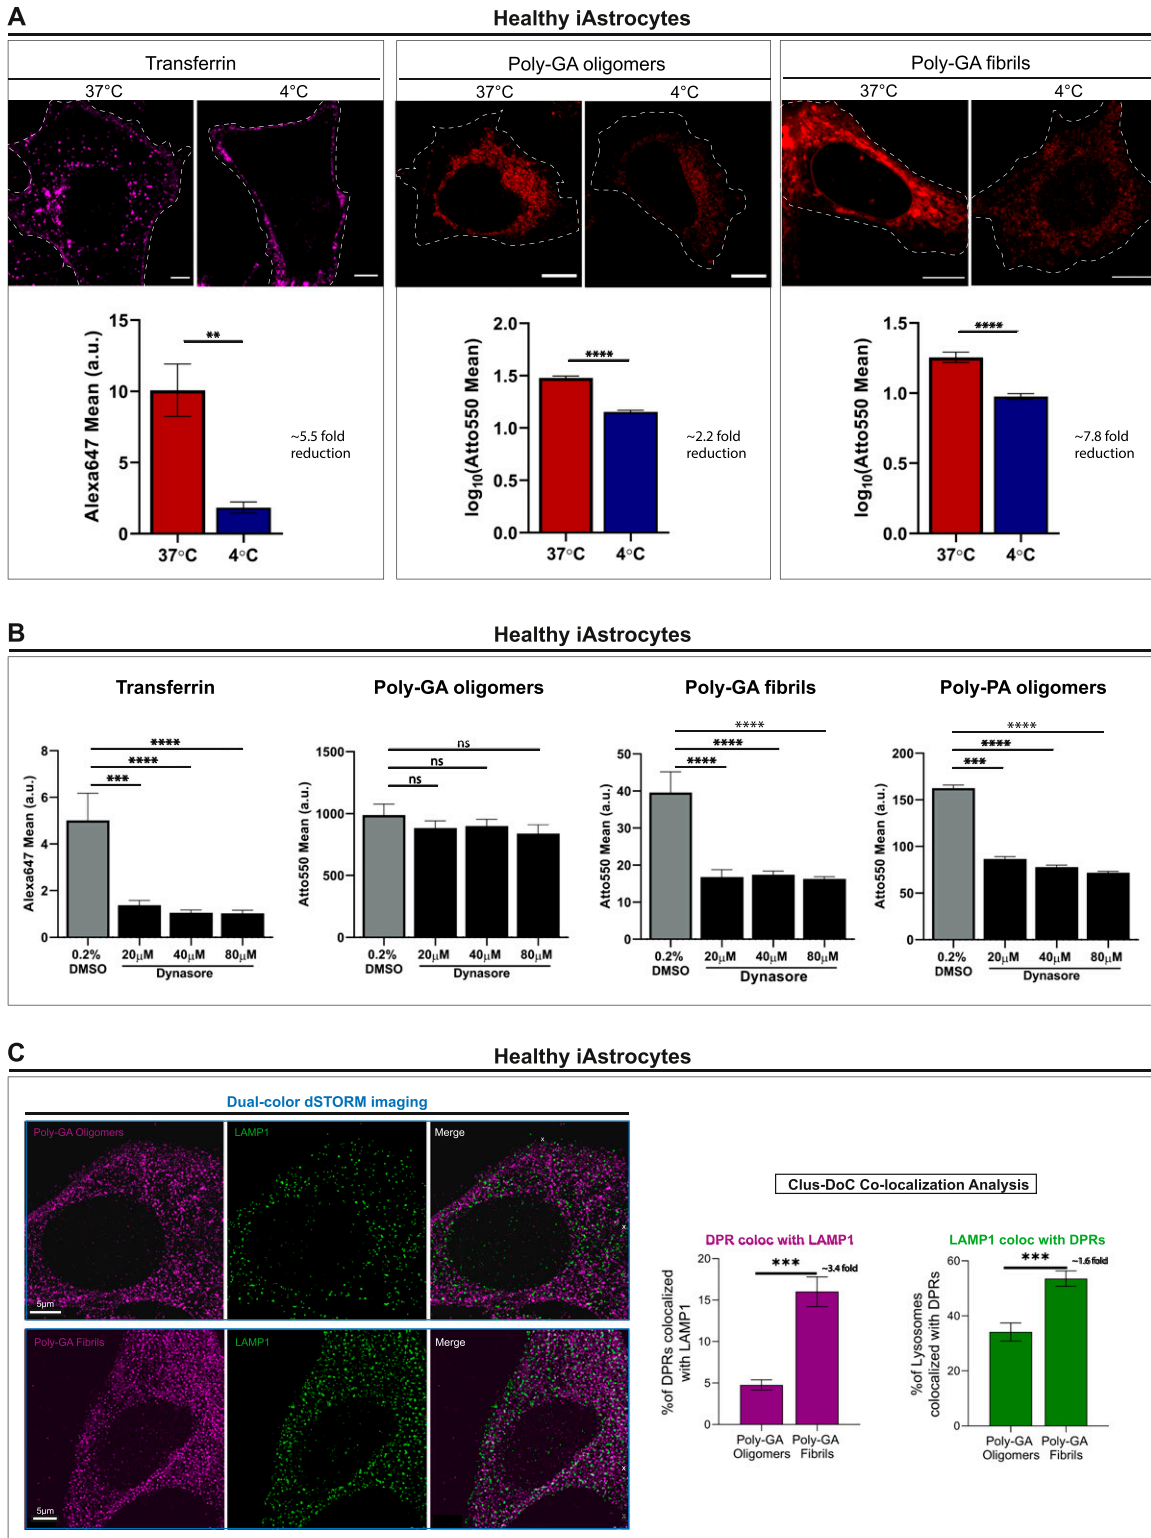 A
Healthy iAstrocytes
Transferrin
37°C
4°C
Alexa647 Mean (a.u.)
15
10
5
0
**
37°C
4°C
~5.5 fold
reduction
Poly-GA oligomers
37°C
4°C
log10(Atto550 Mean)
2.0
1.5
1.0
0.5
0.0
****
37°C
4°C
~2.2 fold
reduction
Poly-GA fibrils
37°C
4°C
log10(Atto550 Mean)
1.5
1.0
0.5
0.0
****
37°C
4°C
~7.8 fold
reduction
B
Healthy iAstrocytes
Transferrin
Alexa647 Mean (a.u.)
8
6
4
2
0
****
****
***
0.2%
DMSO
20µM
40µM
80µM
Dynasore
Poly-GA oligomers
Atto550 Mean (a.u.)
1500
1000
500
0
ns
ns
ns
0.2%
DMSO
20µM
40µM
80µM
Dynasore
Poly-GA fibrils
Atto550 Mean (a.u.)
50
40
30
20
10
0
****
****
****
0.2%
DMSO
20µM
40µM
80µM
Dynasore
Poly-PA oligomers
Atto550 Mean (a.u.)
200
150
100
50
0
****
****
***
0.2%
DMSO
20µM
40µM
80µM
Dynasore
C
Healthy iAstrocytes
Dual-color dSTORM imaging
Poly-GA Oligomers
LAMP1
Merge
x
x
5µm
Poly-GA Fibrils
LAMP1
Merge
x
x
5µm
Clus-DoC Co-localization Analysis
DPR coloc with LAMP1
%of DPRs colocalized
with LAMP1
20
15
10
5
0
***
~3.4 fold
Poly-GA
Oligomers
Poly-GA
Fibrils
LAMP1 coloc with DPRs
%of Lysosomes
colocalized with DPRs
60
40
20
0
***
~1.6 fold
Poly-GA
Oligomers
Poly-GA
Fibrils